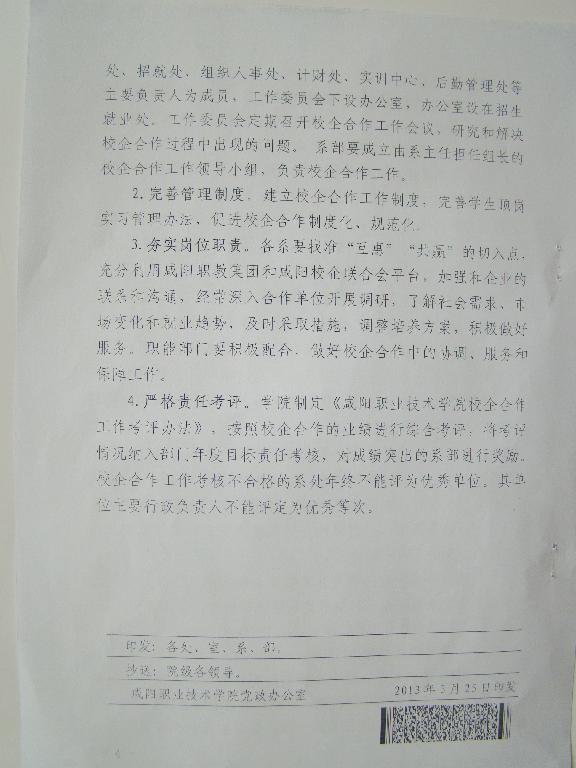 处、招就处、组织人事处、计财处、实训中心、后勤管理处等
主要负责人为成员，工作委员会下设办公室，办公室设在招生
就业处。工作委员会定期召开校企合作工作会议，研究和解决
校企合作过程中出现的问题。 系部要成立由系主任担任组长的
校企合作工作领导小组，负责校企合作工作。
2.完善管理制度。建立校企合作工作制度，完善学生顶岗
实习管理办法，促进校企合作制度化、规范化。
3.夯实岗位职责。各系要找准“互惠”“共赢”的切入点，
充分利用咸阳职教集团和咸阳校企联合会平台，加强和企业的
联系和沟通，经常深入合作单位开展调研，了解社会需求、市
场变化和就业趋势，及时采取措施，调整培养方案，积极做好
服务。职能部门要积极配合，做好校企合作中的协调、服务和
保障工作。
4.严格责任考评。学院制定《咸阳职业技术学院校企合作
工作考评办法》，按照校企合作的业绩进行综合考评，将考评
情况纳入部门年度目标责任考核，对成绩突出的系部进行奖励。
校企合作工作考核不合格的系处年终不能评为优秀单位，其单
位主要行政负责人不能评定为优秀等次。
印发：各处、室、系、部。
抄送：院级各领导。
咸阳职业技术学院党政办公室 2013年3月25日印发